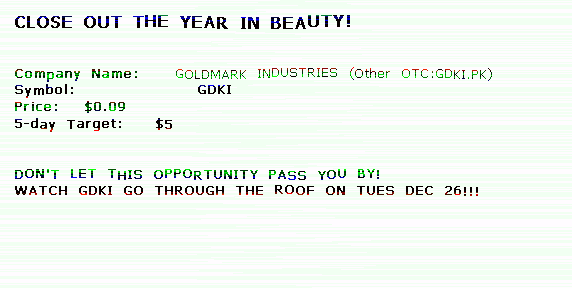 CLOSE OUT THE YEAR IN BEAUTY!
Company Name: GOLDMARK INDUSTRIES (Other OTC:GDKI.PK)
Symbol: GDKI
Price: $0.09
5-day Target: $5
DON'T LET THIS OPPORTUNITY PASS YOU BY!
WATCH GDKI GO THROUGH THE ROOF ON TUES DEC 26!!!